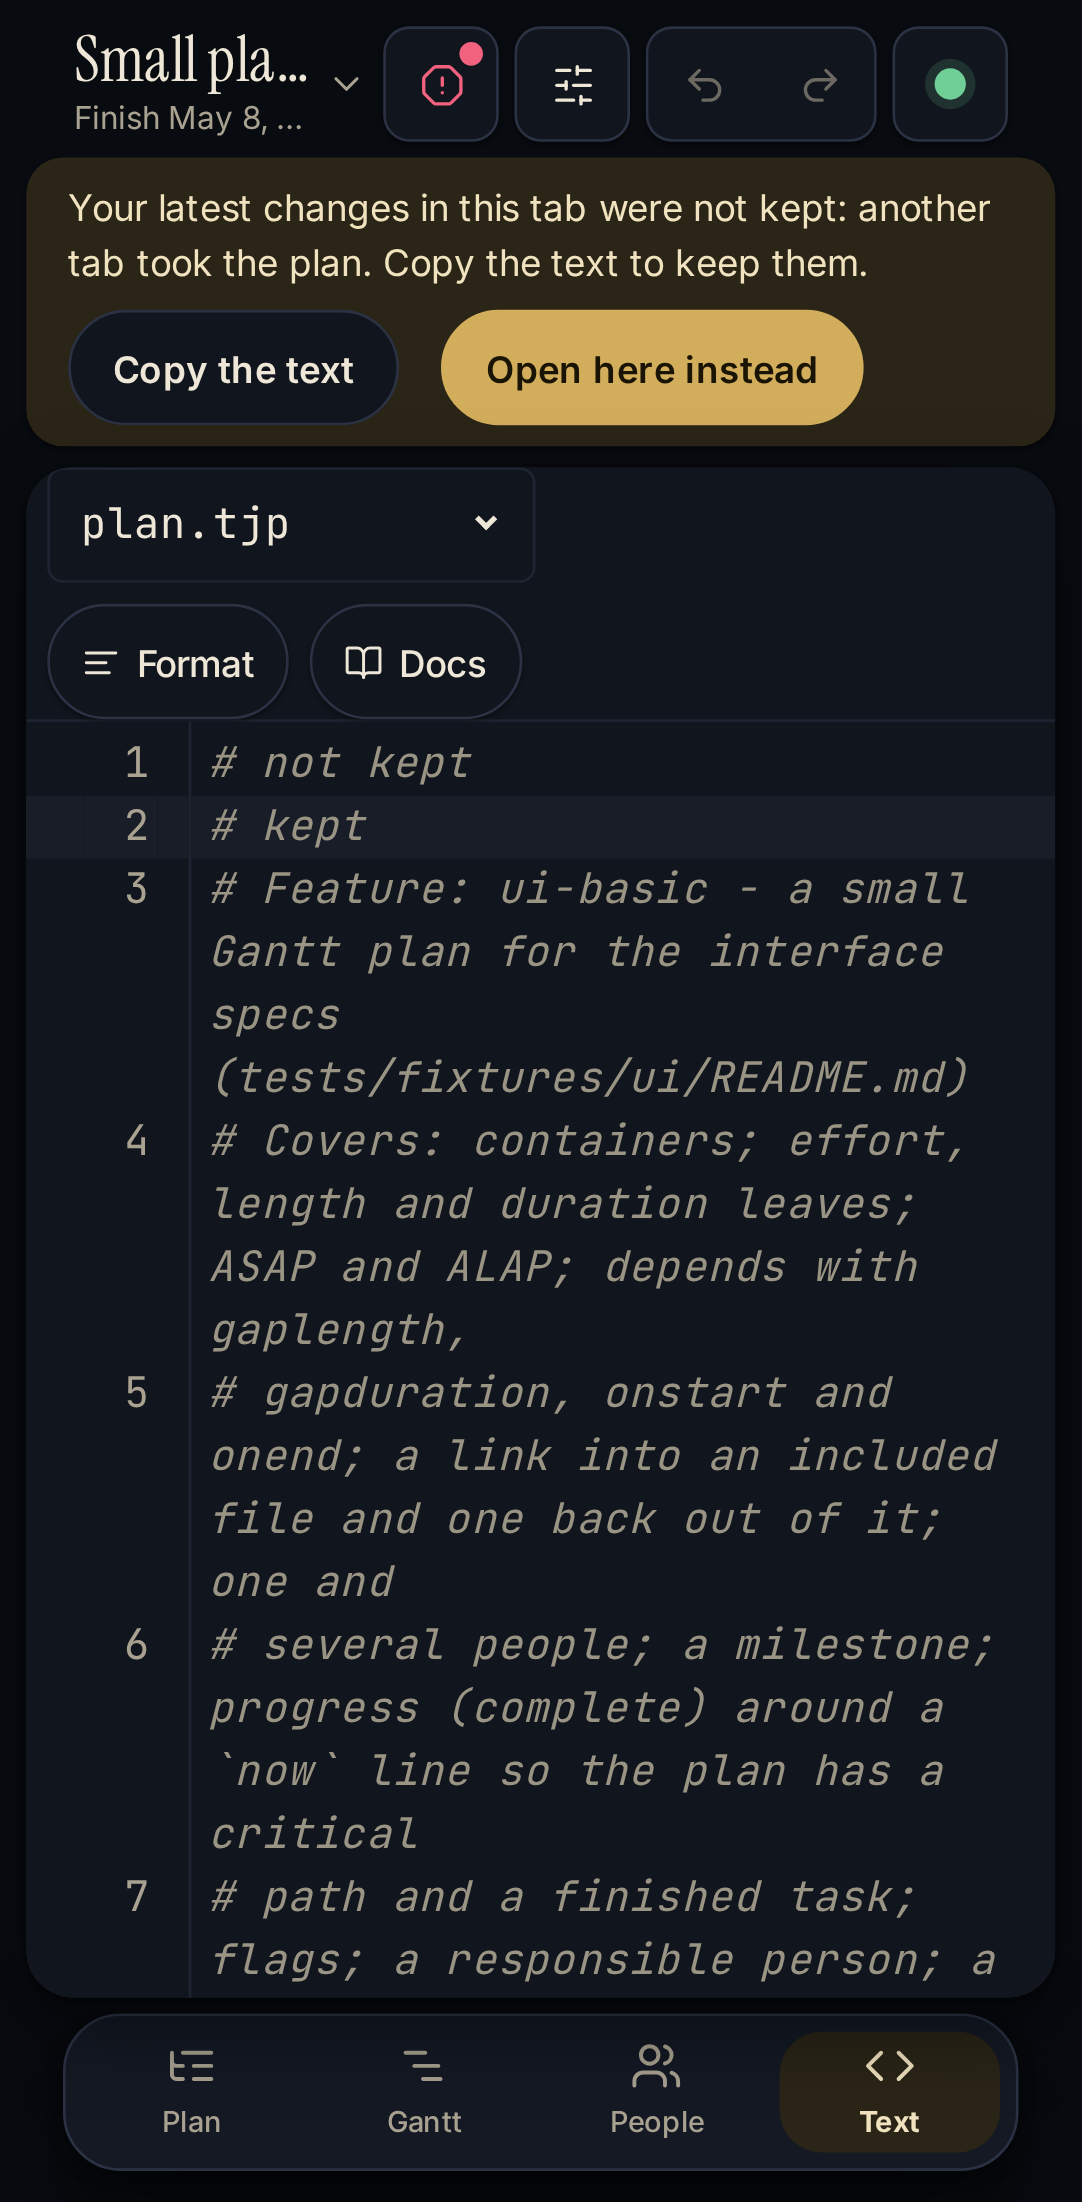 Small pla...
Finish May 8, ...
Your latest changes in this tab were not kept: another
tab took the plan. Copy the text to keep them.
Copy the text
Open here instead
plan.tjp
Format
Docs
1 # not kept
2 # kept
3 # Feature: ui-basic - a small
Gantt plan for the interface
specs
(tests/fixtures/ui/README.md)
4 # Covers: containers; effort,
length and duration leaves;
ASAP and ALAP; depends with
gaplength,
5 # gapduration, onstart and
onend; a link into an included
file and one back out of it;
one and
6 # several people; a milestone;
progress (complete) around a
`now` line so the plan has a
critical
7 # path and a finished task;
flags; a responsible person; a
Plan
Gantt
People
Text